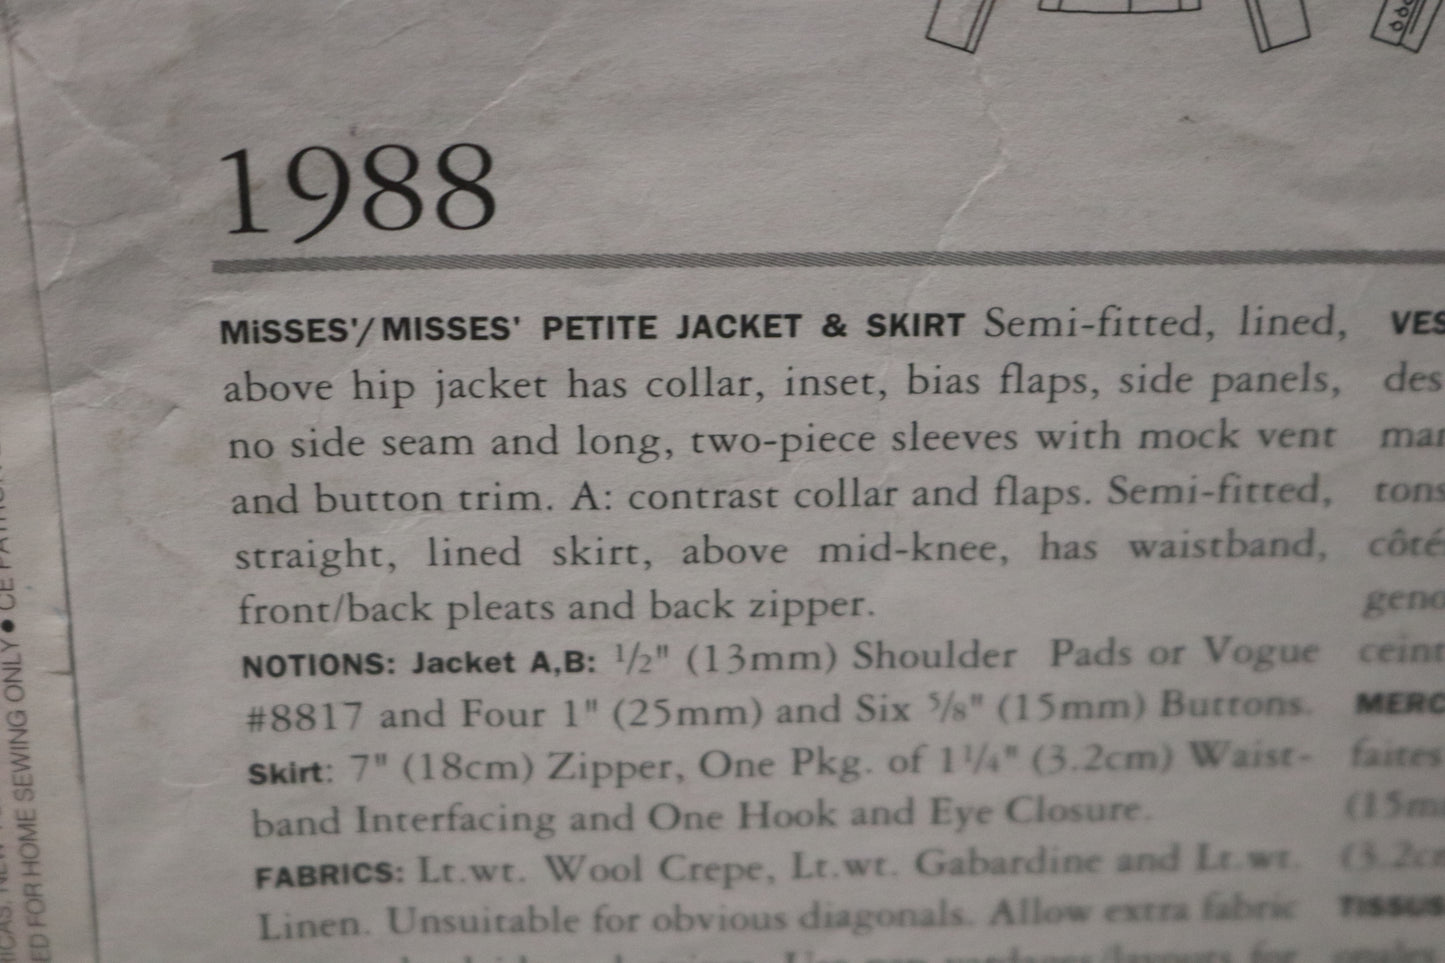 1988
MiSSES'/MISSES' PETITE JACKET & SKIRT Semi-fitted, lined,
above hip jacket has collar, inset, bias flaps, side panels,
no side seam and long, two-piece sleeves with mock vent
and button trim. A: contrast collar and flaps. Semi-fitted,
straight, lined skirt, above mid-knee, has waistband,
front/back pleats and back zipper.
NOTIONS: Jacket A,B: 1/2" (13mm) Shoulder Pads or Vogue
#8817 and Four 1" (25mm) and Six 5/8" (15mm) Buttons.
Skirt: 7" (18cm) Zipper, One Pkg. of 1 1/4" (3.2cm) Waist-
band Interfacing and One Hook and Eye Closure.
FABRICS: Lt.wt. Wool Crepe, Lt.wt. Gabardine and Lt.wt.
Linen. Unsuitable for obvious diagonals. Allow extra fabric
VES
des
mar
tons
côté
geno
ceint
MERC
faites
(15m
(3.2c
TISSUS
ED FOR HOME SEWING ONLY ● CE